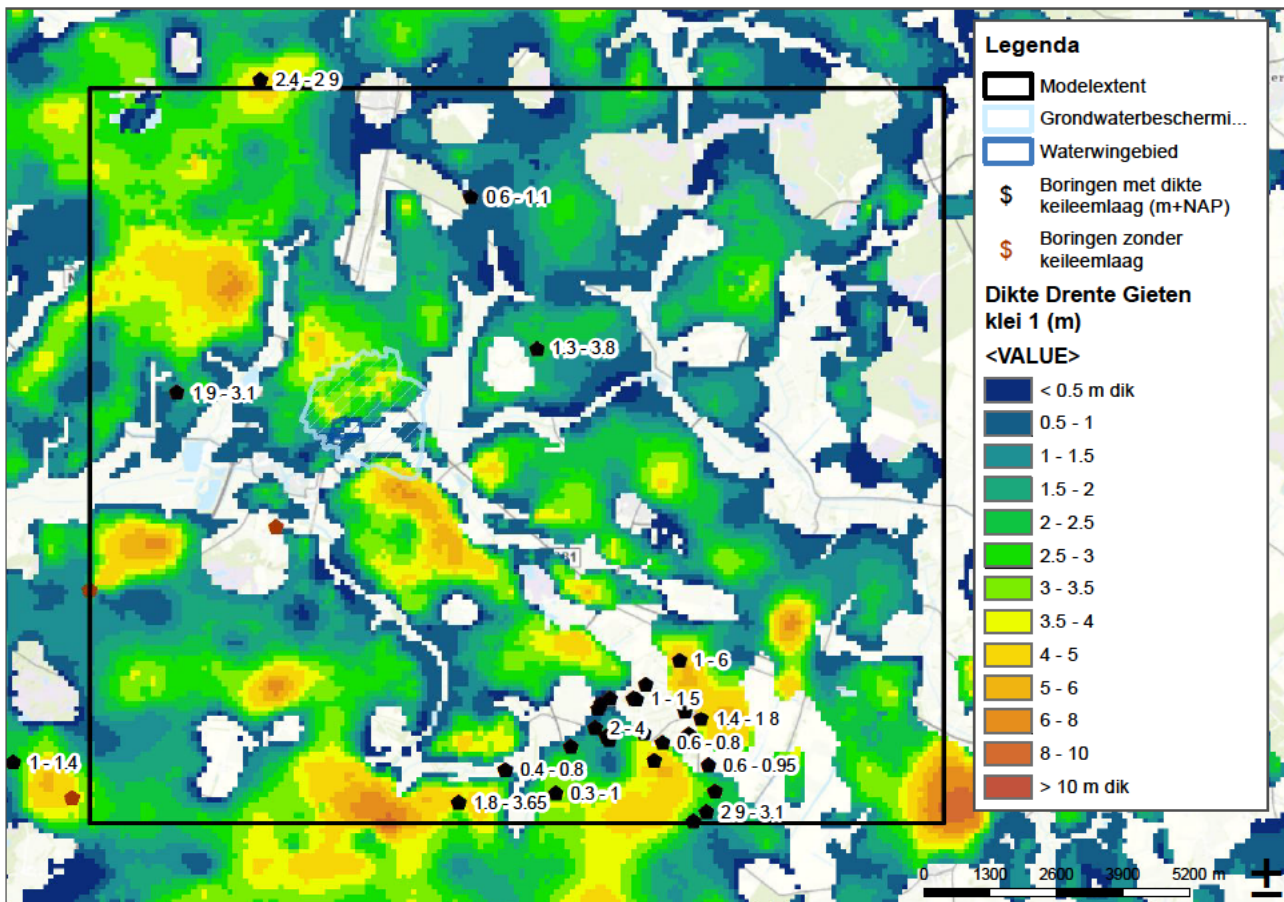 Legenda
Modelextent
Grondwaterbeschermi...
Waterwingebied
$ Boringen met dikte
keileemlaag (m+NAP)
$ Boringen zonder
keileemlaag
Dikte Drente Gieten
klei 1 (m)
<VALUE>
< 0.5 m dik
0.5 - 1
1 - 1.5
1.5 - 2
2 - 2.5
2.5 - 3
3 - 3.5
3.5 - 4
4 - 5
5 - 6
6 - 8
8 - 10
> 10 m dik
2.4 - 2.9
0.6 - 1.1
1.3 - 3.8
1.9 - 3.1
1 - 6
1 - 1.5
1.4 - 1.8
2 - 4
0.6 - 0.8
0.6 - 0.95
1 - 1.4
0.4 - 0.8
0.3 - 1
1.8 - 3.65
2.9 - 3.1
0 1300 2600 3900 5200 m